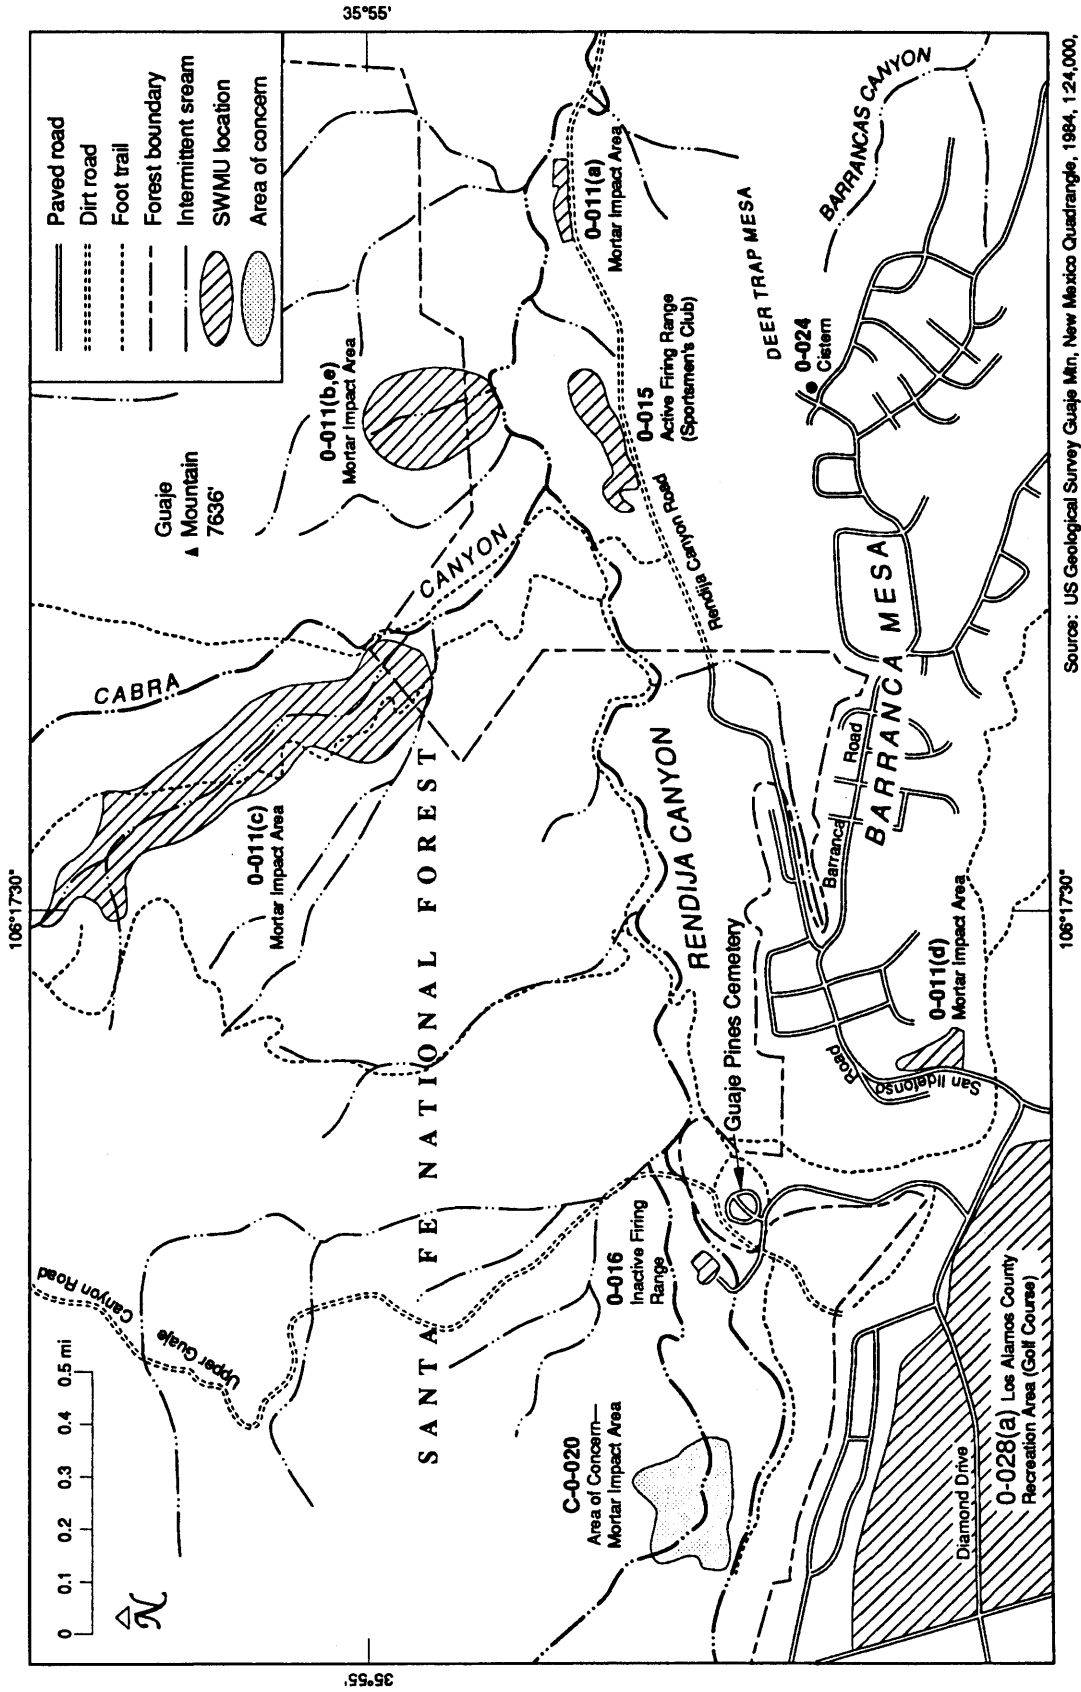 35°55'
Paved road
Dirt road
Foot trail
Forest boundary
Intermittent sream
SWMU location
Area of concern
106°17'30"
Guaje
Mountain
7636'
CABRA
CANYON
0-011(b,e)
Mortar Impact Area
0-011(c)
Mortar Impact Area
0-011(a)
Mortar Impact Area
0-015
Active Firing Range
(Sportsmen's Club)
Rendija Canyon Road
DEER TRAP MESA
BARRANCAS CANYON
0-024
Cistern
SANTA FE NATIONAL FOREST
RENDIJA CANYON
BARRANCA MESA
Barranca
Road
Guaje Pines Cemetery
0-011(d)
Mortar Impact Area
San Ildefonso
Road
0-016
Inactive Firing
Range
Upper Guaje
Canyon Road
C-0-020
Area of Concern—
Mortar Impact Area
0-028(a) Los Alamos County
Recreation Area (Golf Course)
Diamond Drive
0 0.1 0.2 0.3 0.4 0.5 mi
N
35°55'
106°17'30"
Source: US Geological Survey Guaje Mtn, New Mexico Quadrangle, 1984, 1:24,000,